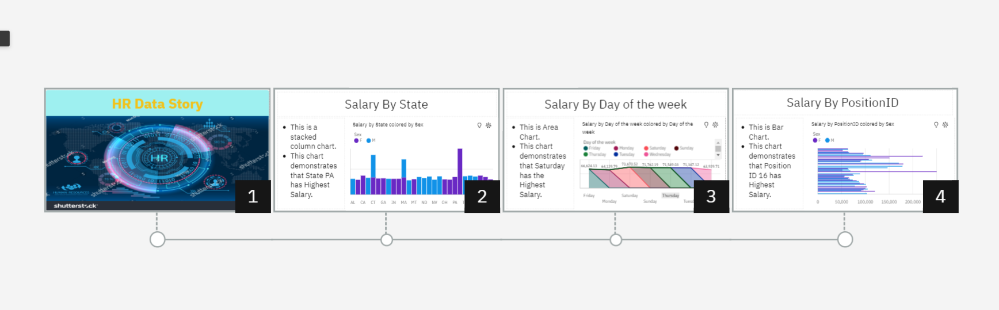 HR Data Story
HR
HUMAN RESOURCES
shutterstock
1
Salary By State
This is a
stacked
column chart.
This chart
demonstrates
that State PA
has Highest
Salary.
Salary by State colored by Sex
Sex
F M
AL CA CT GA IN MA MT ND NV OH PA
2
Salary By Day of the week
This is Area
Chart.
This chart
demonstrates
that Saturday
has the
Highest
Salary.
Salary by Day of the week colored by Day of the
week
Day of the week
Friday Monday Saturday Sunday
Thursday Tuesday Wednesday
66,624.13 64,129.79 73,670.52 71,762.19 71,549.03 71,347.12 63,929.71
Friday Saturday Thursday
Monday Sunday Tuesd
3
Salary By PositionID
This is Bar
Chart.
This chart
demonstrates
that Position
ID 16 has
Highest
Salary.
Salary by PositionID colored by Sex
Sex
F M
0 50,000 100,000 150,000 200,000
4